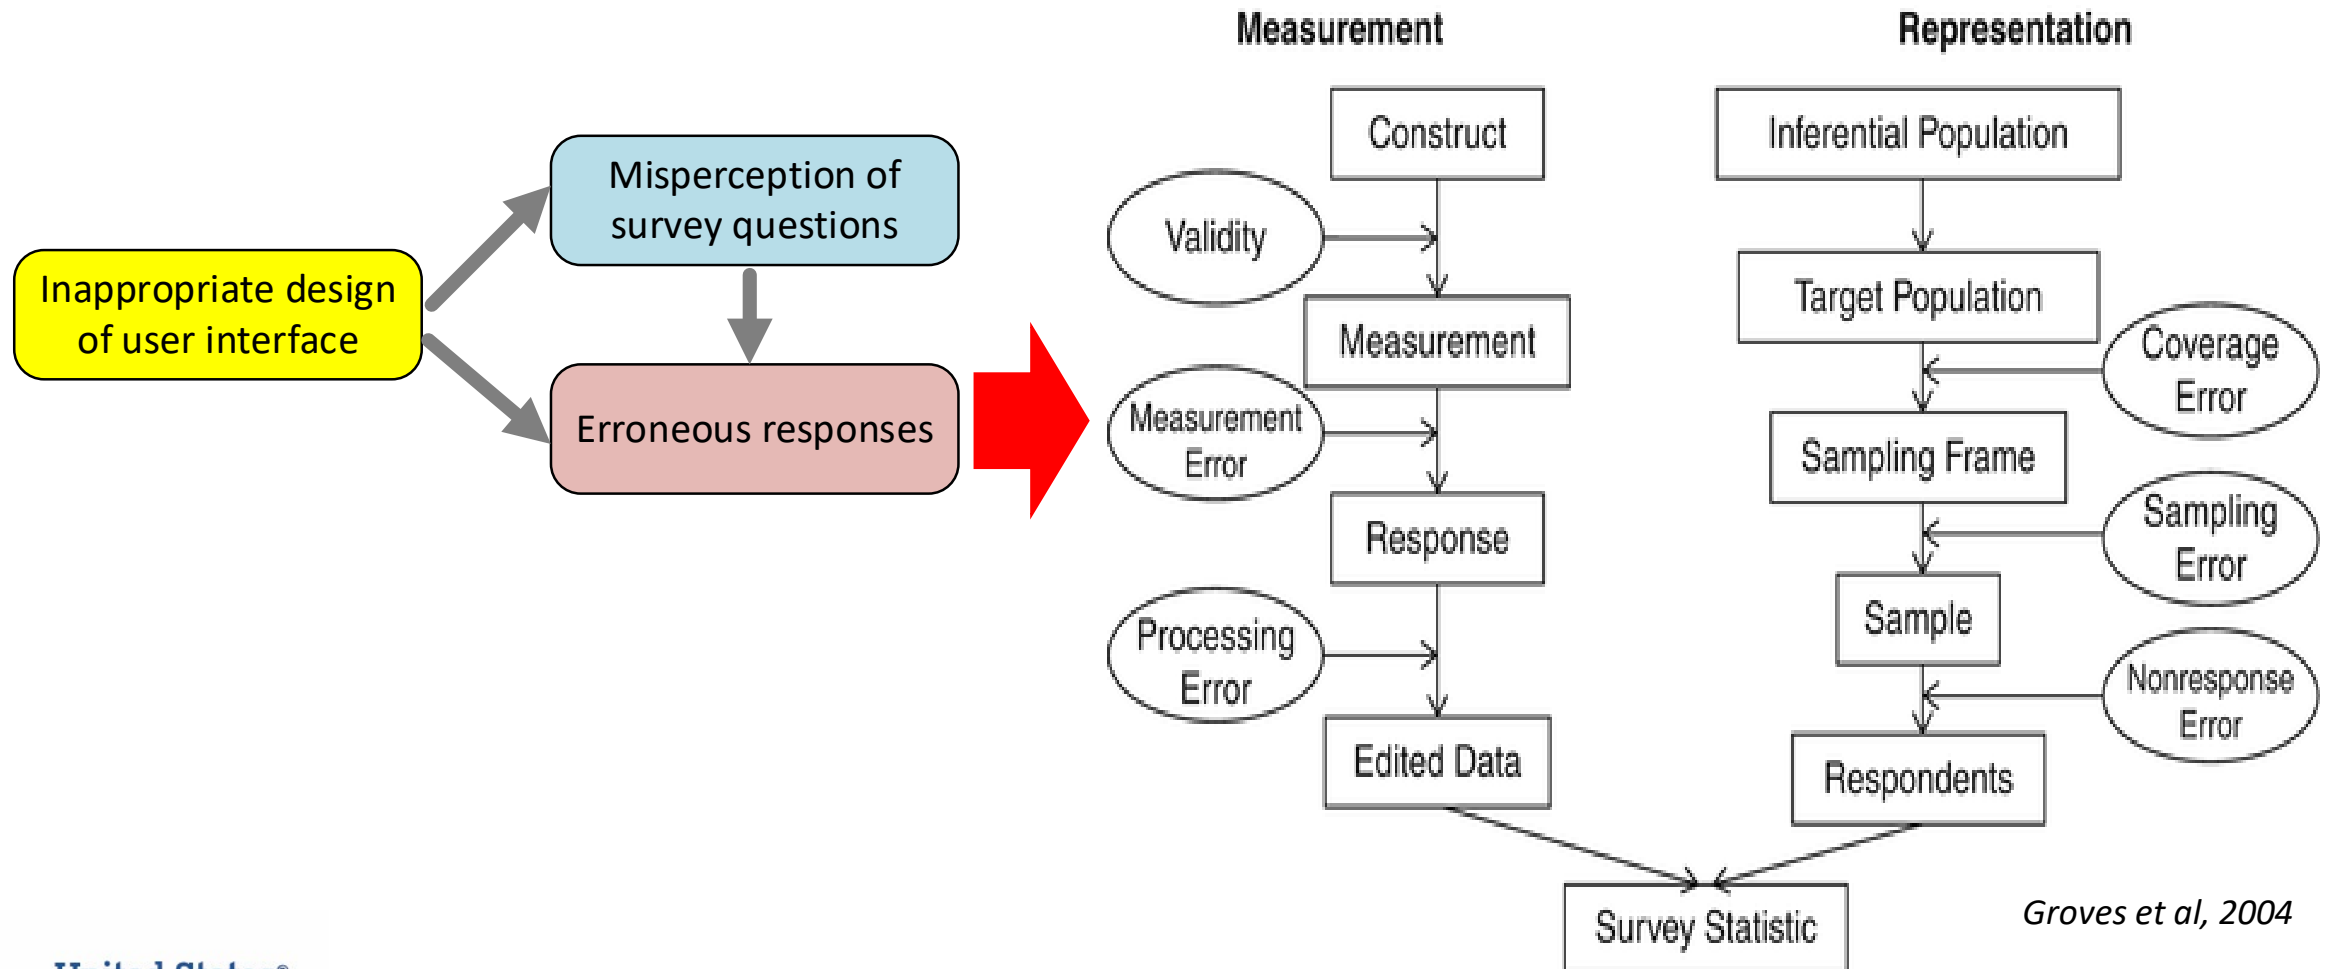 Measurement
Representation
Inappropriate design
of user interface
Misperception of
survey questions
Erroneous responses
Construct
Validity
Measurement
Measurement
Error
Response
Processing
Error
Edited Data
Inferential Population
Target Population
Coverage
Error
Sampling Frame
Sampling
Error
Sample
Nonresponse
Error
Respondents
Survey Statistic
Groves et al, 2004
United States®